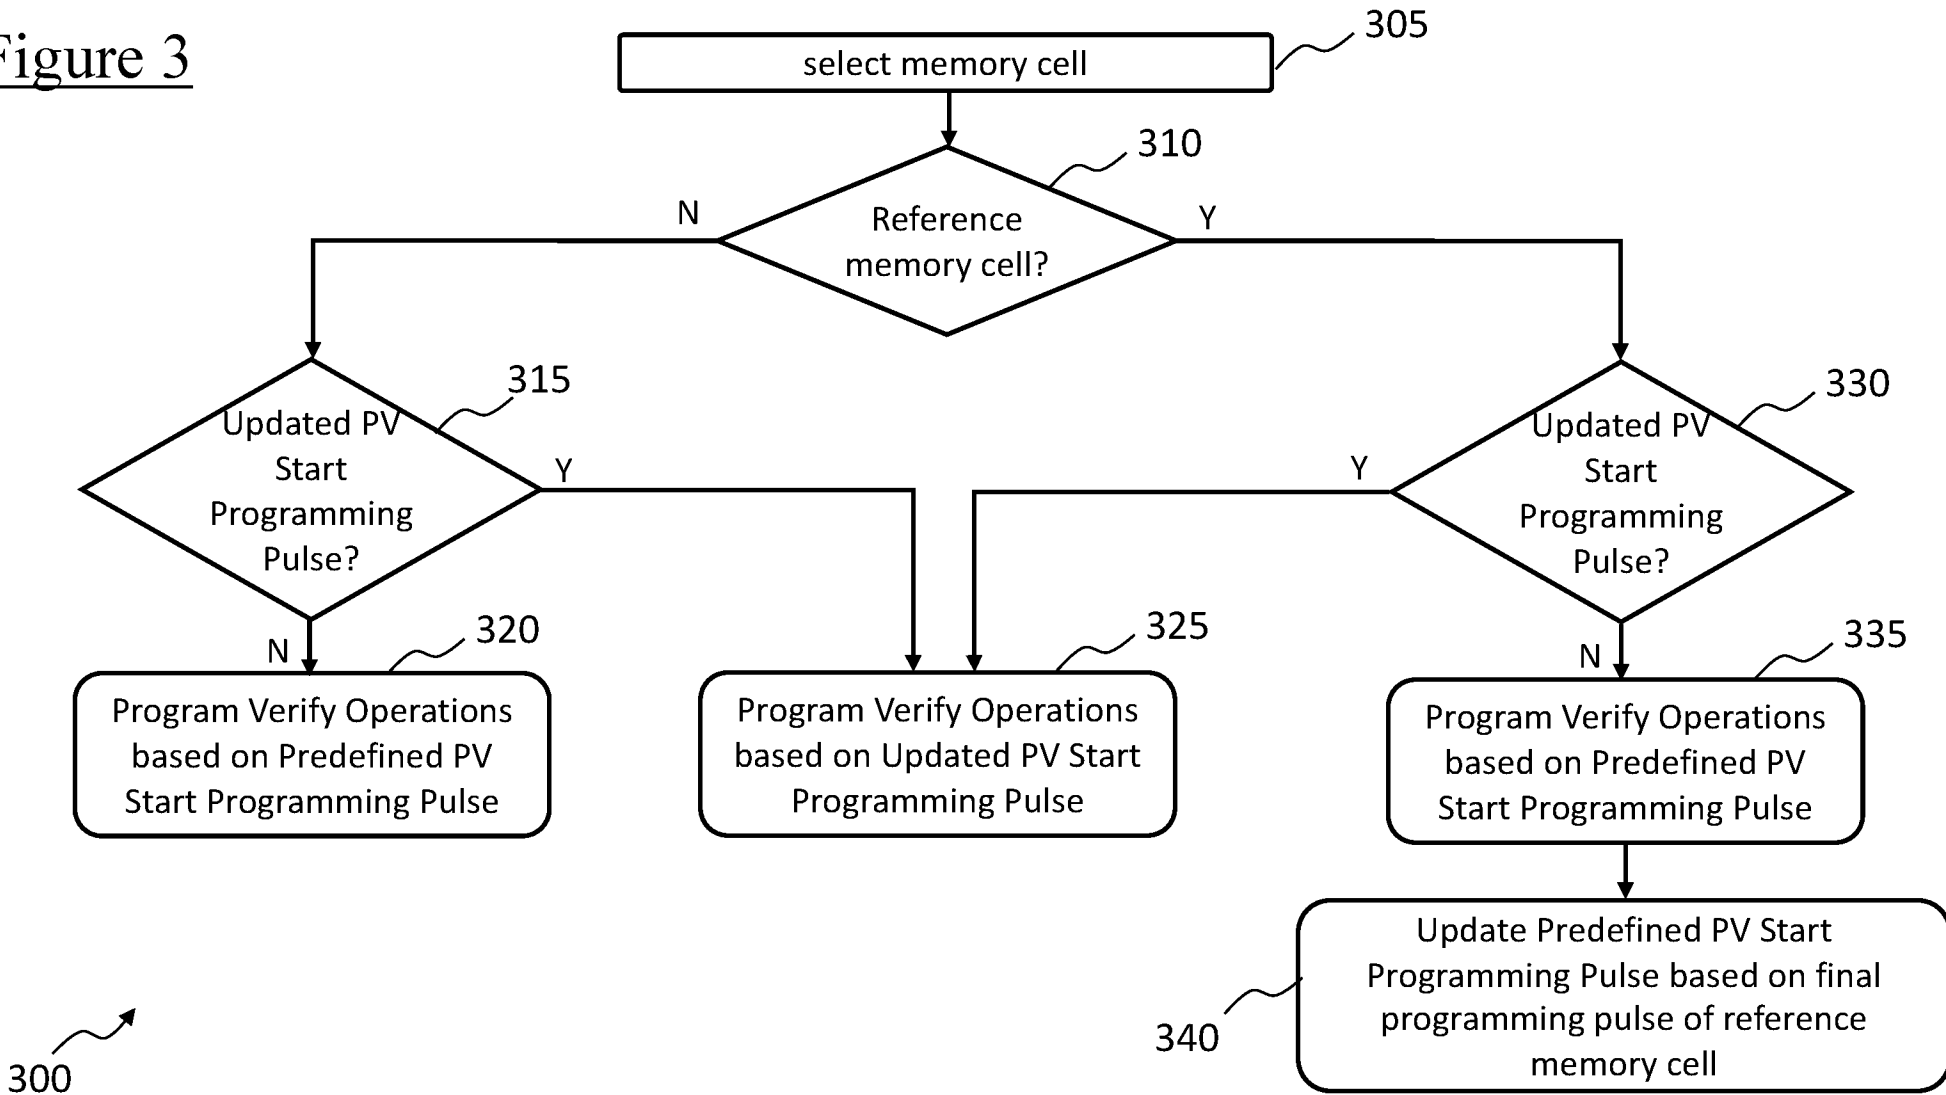 Figure 3
select memory cell
305
310
N
Reference
memory cell?
Y
315
Updated PV
Start
Programming
Pulse?
Y
N
330
Updated PV
Start
Programming
Pulse?
Y
N
320
Program Verify Operations
based on Predefined PV
Start Programming Pulse
325
Program Verify Operations
based on Updated PV Start
Programming Pulse
335
Program Verify Operations
based on Predefined PV
Start Programming Pulse
340
Update Predefined PV Start
Programming Pulse based on final
programming pulse of reference
memory cell
300